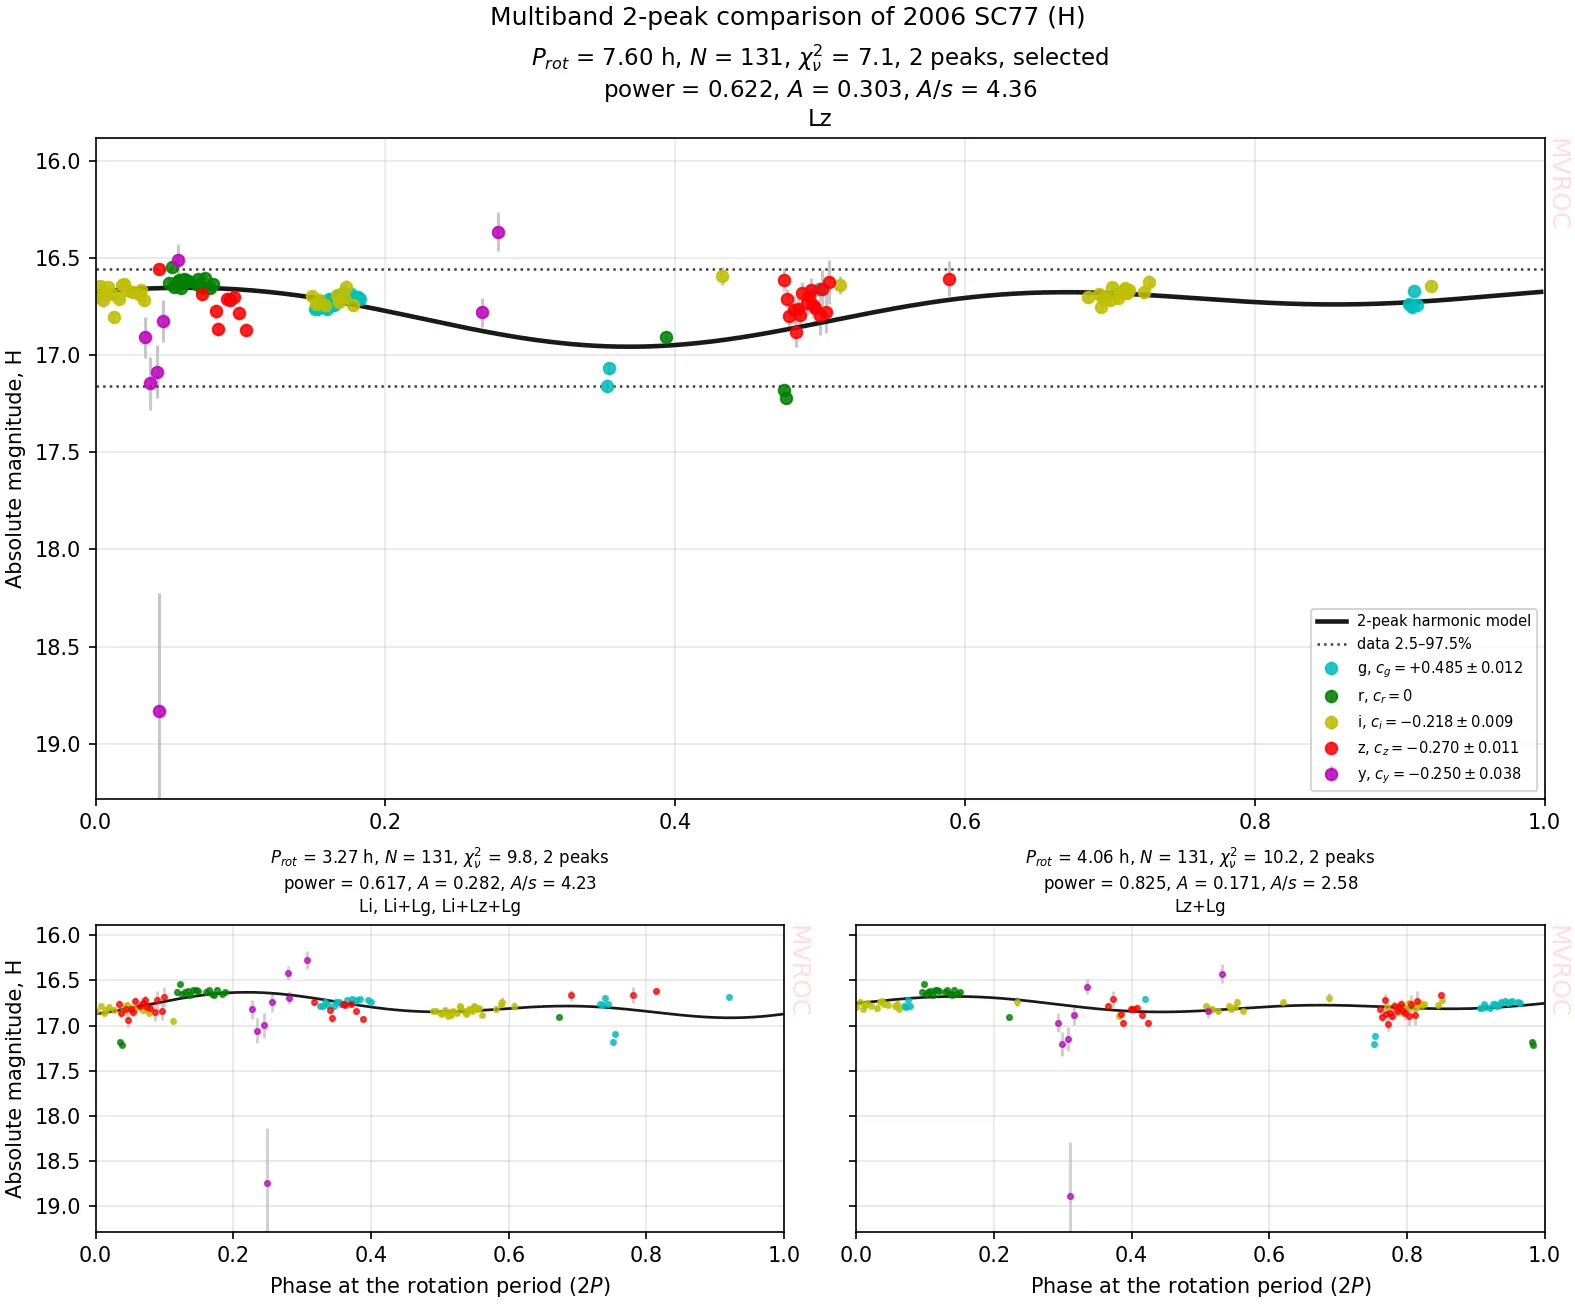 Multiband 2-peak comparison of 2006 SC77 (H)
P_rot = 7.60 h, N = 131, χ²_ν = 7.1, 2 peaks, selected
power = 0.622, A = 0.303, A/s = 4.36
Lz
MVROC
Absolute magnitude, H
16.0
16.5
17.0
17.5
18.0
18.5
19.0
2-peak harmonic model
data 2.5–97.5%
g, c_g = +0.485 ± 0.012
r, c_r = 0
i, c_i = −0.218 ± 0.009
z, c_z = −0.270 ± 0.011
y, c_y = −0.250 ± 0.038
0.0 0.2 0.4 0.6 0.8 1.0
P_rot = 3.27 h, N = 131, χ²_ν = 9.8, 2 peaks
power = 0.617, A = 0.282, A/s = 4.23
Li, Li+Lg, Li+Lz+Lg
MVROC
Absolute magnitude, H
16.0
16.5
17.0
17.5
18.0
18.5
19.0
0.0 0.2 0.4 0.6 0.8 1.0
Phase at the rotation period (2P)
P_rot = 4.06 h, N = 131, χ²_ν = 10.2, 2 peaks
power = 0.825, A = 0.171, A/s = 2.58
Lz+Lg
MVROC
0.0 0.2 0.4 0.6 0.8 1.0
Phase at the rotation period (2P)